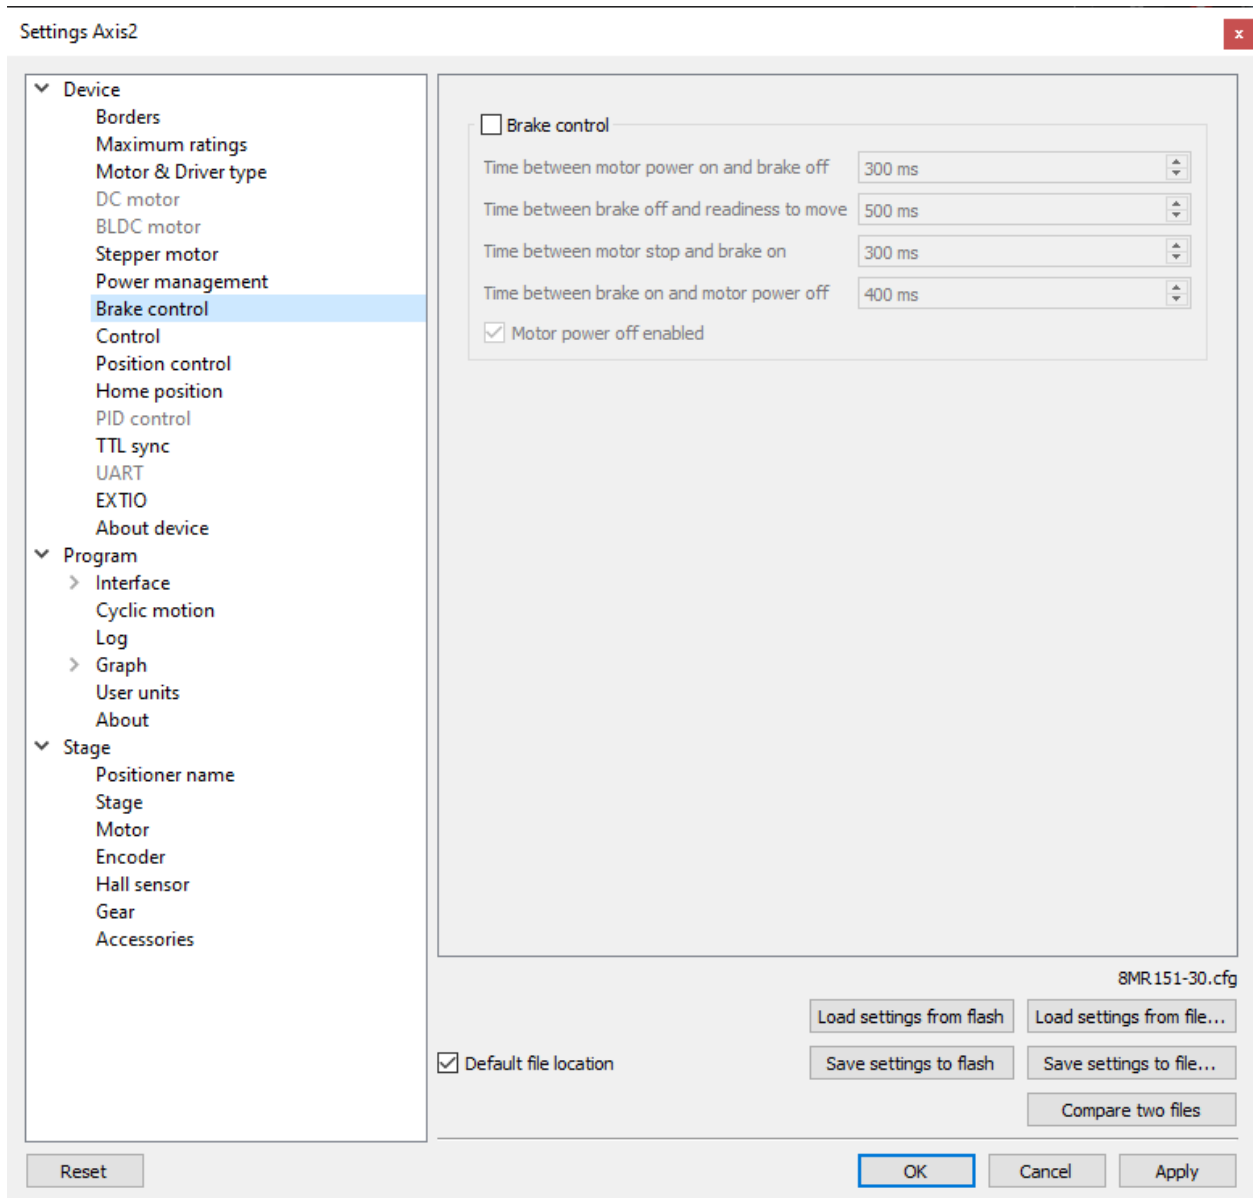 Settings Axis2
x
Device
Borders
Maximum ratings
Motor & Driver type
DC motor
BLDC motor
Stepper motor
Power management
Brake control
Control
Position control
Home position
PID control
TTL sync
UART
EXTIO
About device
Program
Interface
Cyclic motion
Log
Graph
User units
About
Stage
Positioner name
Stage
Motor
Encoder
Hall sensor
Gear
Accessories
Brake control
Time between motor power on and brake off 300 ms
Time between brake off and readiness to move 500 ms
Time between motor stop and brake on 300 ms
Time between brake on and motor power off 400 ms
Motor power off enabled
8MR151-30.cfg
Load settings from flash Load settings from file...
Default file location Save settings to flash Save settings to file...
Compare two files
Reset OK Cancel Apply